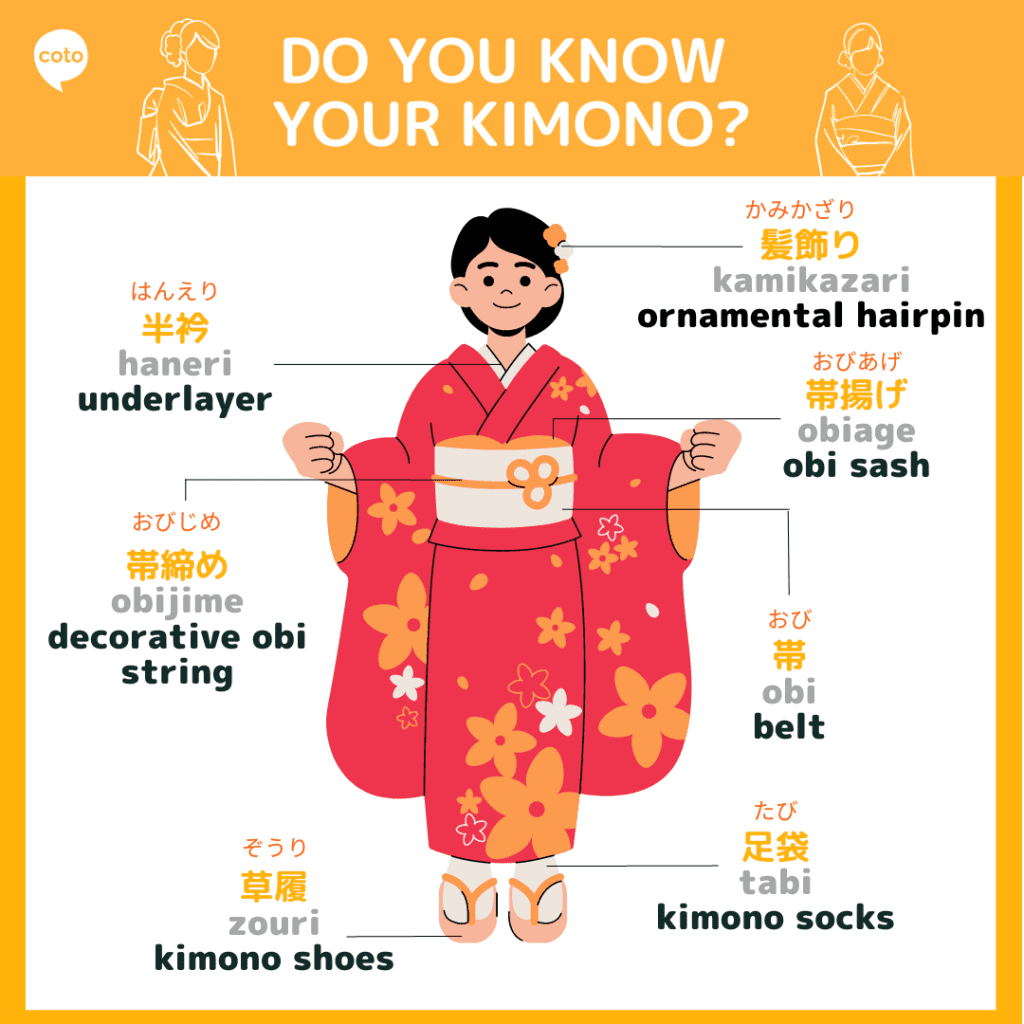 coto
DO YOU KNOW
YOUR KIMONO?
かみかざり
髪飾り
kamikazari
ornamental hairpin
はんえり
半衿
haneri
underlayer
おびあげ
帯揚げ
obiage
obi sash
おびじめ
帯締め
obijime
decorative obi
string
おび
帯
obi
belt
たび
足袋
tabi
kimono socks
ぞうり
草履
zouri
kimono shoes